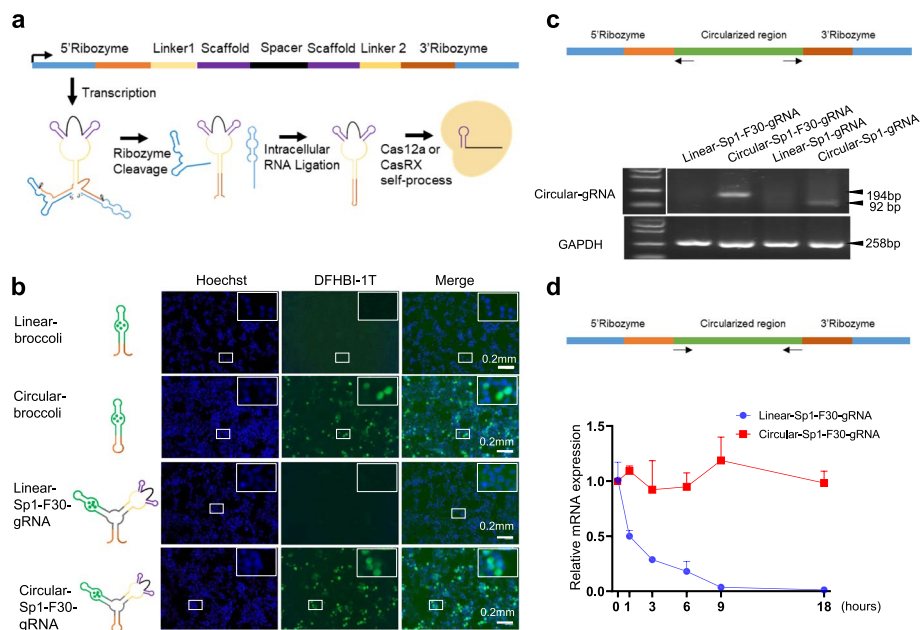 a
5'Ribozyme Linker1 Scaffold Spacer Scaffold Linker 2 3'Ribozyme
Transcription
Ribozyme
Cleavage
Intracellular
RNA Ligation
Cas12a or
CasRX
self-process
b
Hoechst DFHBI-1T Merge
Linear-
broccoli
0.2mm
Circular-
broccoli
0.2mm
Linear-
Sp1-F30-
gRNA
0.2mm
Circular-
Sp1-F30-
gRNA
0.2mm
c
5'Ribozyme Circularized region 3'Ribozyme
Linear-Sp1-F30-gRNA
Circular-Sp1-F30-gRNA
Linear-Sp1-gRNA
Circular-Sp1-gRNA
Circular-gRNA
194bp
92 bp
GAPDH
258bp
d
5'Ribozyme Circularized region 3'Ribozyme
Linear-Sp1-F30-gRNA
Circular-Sp1-F30-gRNA
Relative mRNA expression
1.5
1.0
0.5
0.0
0 1 3 6 9 18 (hours)